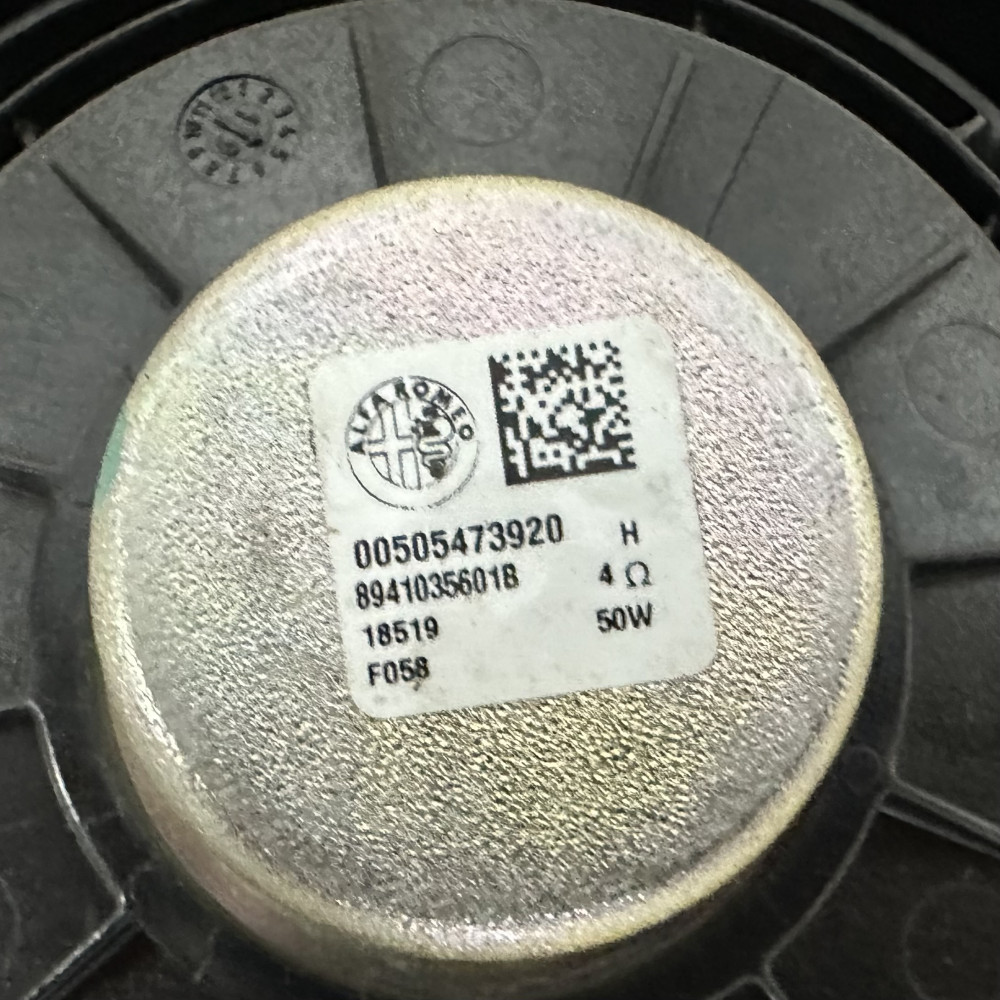 ALFA ROMEO
00505473920 H
8941035601B 4 Ω
18519 50W
F058